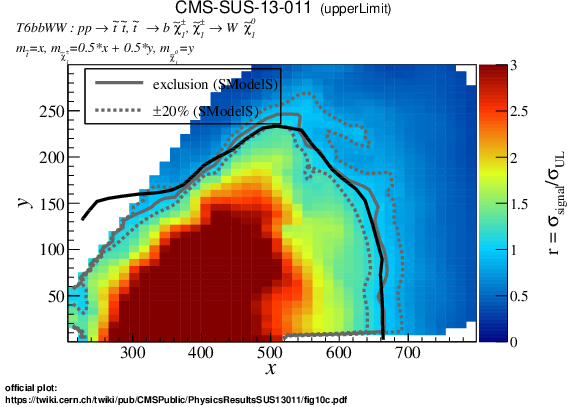 CMS-SUS-13-011 (upperLimit)
T6bbWW : pp → t̃ t̃, t̃ → b χ̃₁±, χ̃₁± → W χ̃₁⁰
m_t̃=x, m_χ̃₁±=0.5*x + 0.5*y, m_χ̃₁⁰=y
exclusion (SModelS)
±20% (SModelS)
y
250
200
150
100
50
300 400 500 600 700
x
3
2.5
2
1.5
1
0.5
0
r = σsignal/σUL
official plot:
https://twiki.cern.ch/twiki/pub/CMSPublic/PhysicsResultsSUS13011/fig10c.pdf